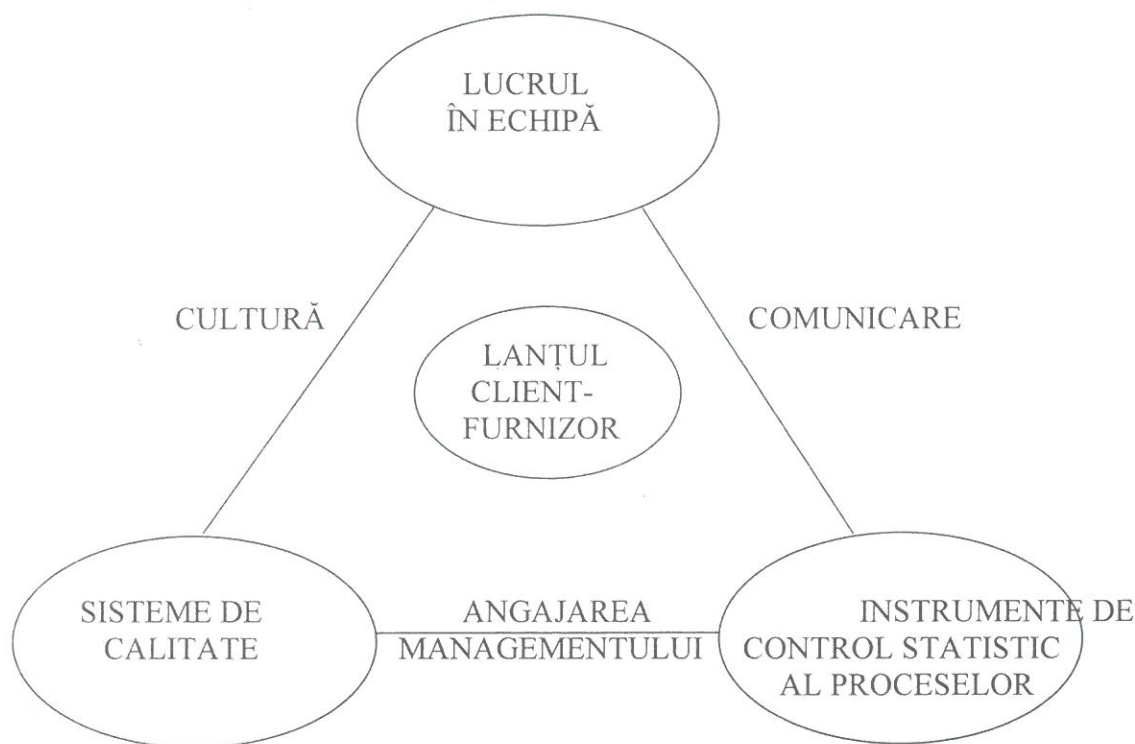 LUCRUL
ÎN ECHIPĂ
CULTURĂ
COMUNICARE
LANȚUL
CLIENT-
FURNIZOR
SISTEME DE
CALITATE
ANGAJAREA
MANAGEMENTULUI
INSTRUMENTE DE
CONTROL STATISTIC
AL PROCESELOR